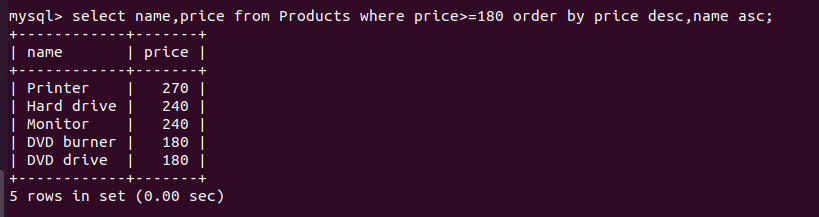 mysql> select name,price from Products where price>=180 order by price desc,name asc;
+------------+-------+
| name       | price |
+------------+-------+
| Printer    |   270 |
| Hard drive |   240 |
| Monitor    |   240 |
| DVD burner |   180 |
| DVD drive  |   180 |
+------------+-------+
5 rows in set (0.00 sec)